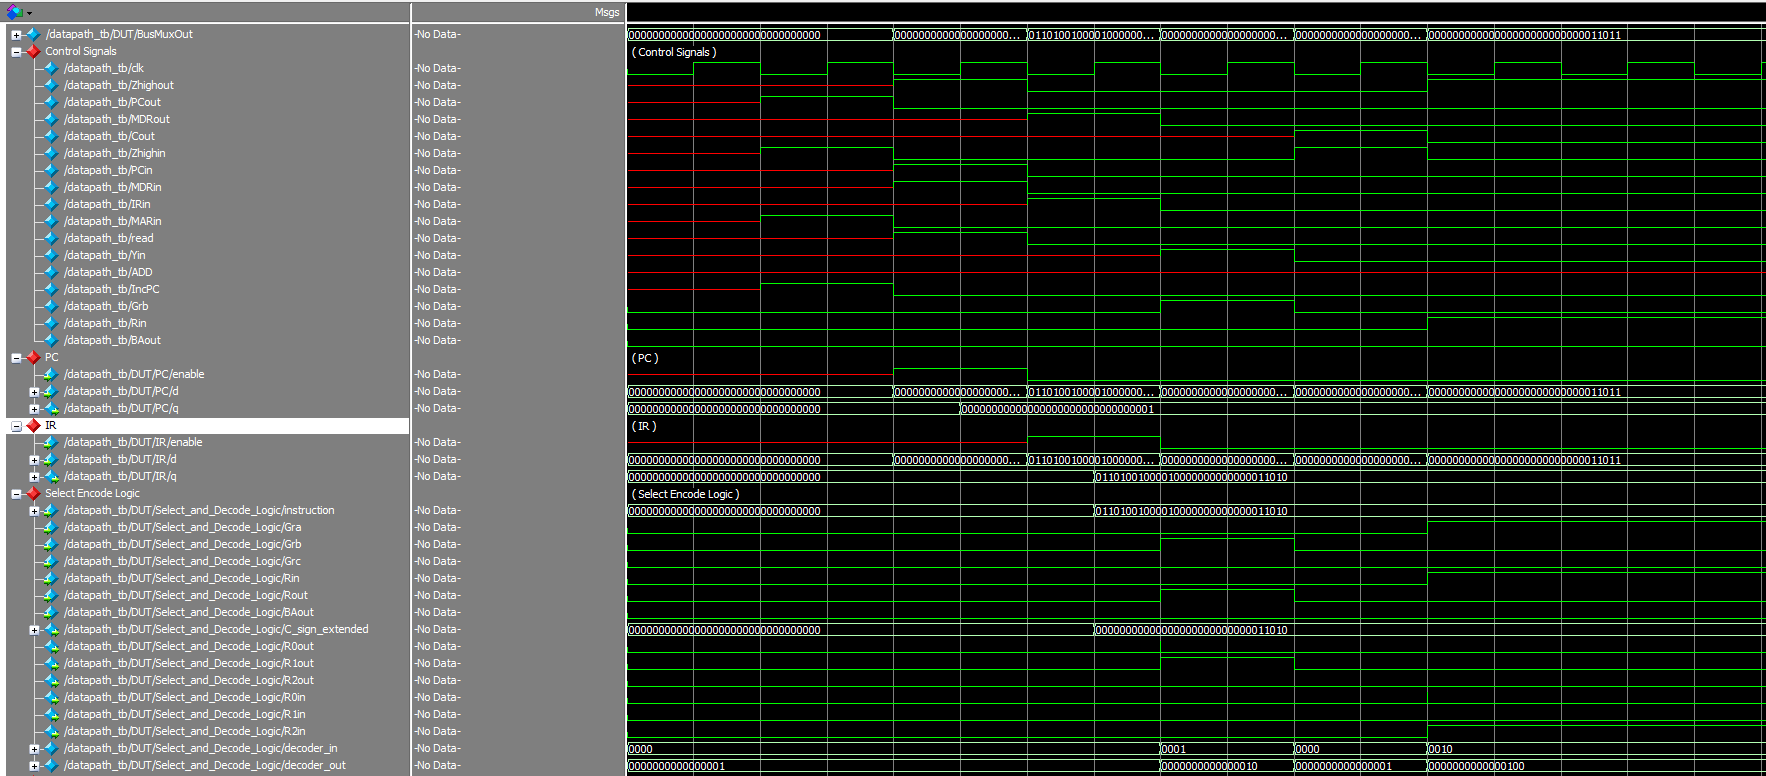 Msgs
/datapath_tb/DUT/BusMuxOut -No Data- 00000000000000000000000000000000 0000000000000000000... 0110100100001000000... 0000000000000000000... 0000000000000000000... 00000000000000000000000000011011
Control Signals ( Control Signals )
/datapath_tb/clk -No Data-
/datapath_tb/Zhighout -No Data-
/datapath_tb/PCout -No Data-
/datapath_tb/MDRout -No Data-
/datapath_tb/Cout -No Data-
/datapath_tb/Zhighin -No Data-
/datapath_tb/PCin -No Data-
/datapath_tb/MDRin -No Data-
/datapath_tb/IRin -No Data-
/datapath_tb/MARin -No Data-
/datapath_tb/read -No Data-
/datapath_tb/Yin -No Data-
/datapath_tb/ADD -No Data-
/datapath_tb/IncPC -No Data-
/datapath_tb/Grb -No Data-
/datapath_tb/Rin -No Data-
/datapath_tb/BAout -No Data-
PC ( PC )
/datapath_tb/DUT/PC/enable -No Data-
/datapath_tb/DUT/PC/d -No Data- 00000000000000000000000000000000 0000000000000000000... 0110100100001000000... 0000000000000000000... 0000000000000000000... 00000000000000000000000000011011
/datapath_tb/DUT/PC/q -No Data- 00000000000000000000000000000000 00000000000000000000000000000001
IR ( IR )
/datapath_tb/DUT/IR/enable -No Data-
/datapath_tb/DUT/IR/d -No Data- 00000000000000000000000000000000 0000000000000000000... 0110100100001000000... 0000000000000000000... 0000000000000000000... 00000000000000000000000000011011
/datapath_tb/DUT/IR/q -No Data- 00000000000000000000000000000000 01101001000010000000000000011010
Select Encode Logic ( Select Encode Logic )
/datapath_tb/DUT/Select_and_Decode_Logic/instruction -No Data- 00000000000000000000000000000000 01101001000010000000000000011010
/datapath_tb/DUT/Select_and_Decode_Logic/Gra -No Data-
/datapath_tb/DUT/Select_and_Decode_Logic/Grb -No Data-
/datapath_tb/DUT/Select_and_Decode_Logic/Grc -No Data-
/datapath_tb/DUT/Select_and_Decode_Logic/Rin -No Data-
/datapath_tb/DUT/Select_and_Decode_Logic/Rout -No Data-
/datapath_tb/DUT/Select_and_Decode_Logic/BAout -No Data-
/datapath_tb/DUT/Select_and_Decode_Logic/C_sign_extended -No Data- 00000000000000000000000000000000 00000000000000000000000000011010
/datapath_tb/DUT/Select_and_Decode_Logic/R0out -No Data-
/datapath_tb/DUT/Select_and_Decode_Logic/R1out -No Data-
/datapath_tb/DUT/Select_and_Decode_Logic/R2out -No Data-
/datapath_tb/DUT/Select_and_Decode_Logic/R0in -No Data-
/datapath_tb/DUT/Select_and_Decode_Logic/R1in -No Data-
/datapath_tb/DUT/Select_and_Decode_Logic/R2in -No Data-
/datapath_tb/DUT/Select_and_Decode_Logic/decoder_in -No Data- 0000 0001 0000 0010
/datapath_tb/DUT/Select_and_Decode_Logic/decoder_out -No Data- 0000000000000001 0000000000000010 0000000000000001 0000000000000100